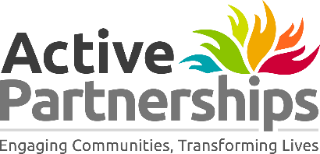 Active
Partnerships
Engaging Communities, Transforming Lives